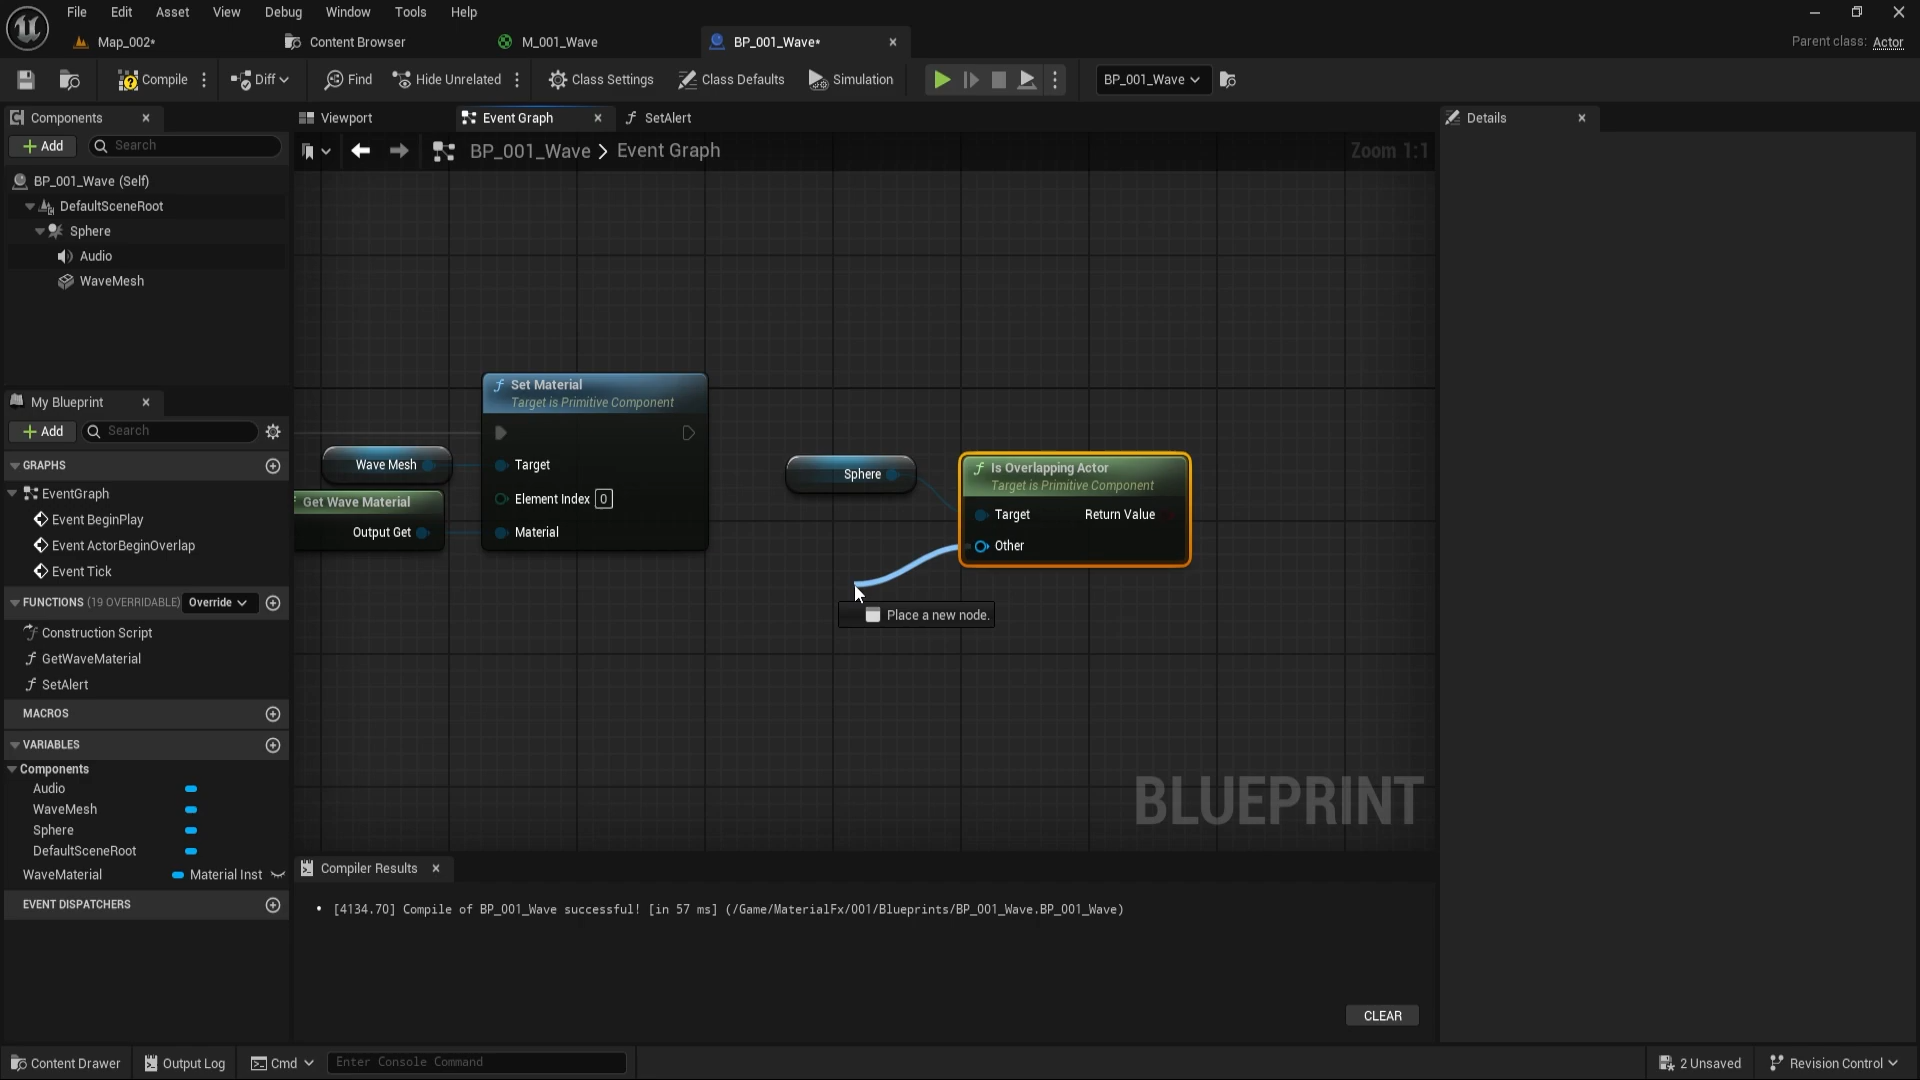 File Edit Asset View Debug Window Tools Help
Map_002* Content Browser M_001_Wave BP_001_Wave* Parent class: Actor
Compile Diff Find Hide Unrelated Class Settings Class Defaults Simulation BP_001_Wave
Components
Add Search
BP_001_Wave (Self)
DefaultSceneRoot
Sphere
Audio
WaveMesh
My Blueprint
Add Search
GRAPHS
EventGraph
Event BeginPlay
Event ActorBeginOverlap
Event Tick
FUNCTIONS (19 OVERRIDABLE) Override
Construction Script
GetWaveMaterial
SetAlert
MACROS
VARIABLES
Components
Audio
WaveMesh
Sphere
DefaultSceneRoot
WaveMaterial Material Inst
EVENT DISPATCHERS
Viewport Event Graph SetAlert
BP_001_Wave > Event Graph Zoom 1:1
Set Material
Target is Primitive Component
Wave Mesh
Target
Element Index 0
Material
Get Wave Material
Output Get
Sphere
Is Overlapping Actor
Target is Primitive Component
Target Return Value
Other
Place a new node.
BLUEPRINT
Compiler Results
[4134.70] Compile of BP_001_Wave successful! [in 57 ms] (/Game/MaterialFx/001/Blueprints/BP_001_Wave.BP_001_Wave)
CLEAR
Details
Content Drawer Output Log Cmd Enter Console Command 2 Unsaved Revision Control